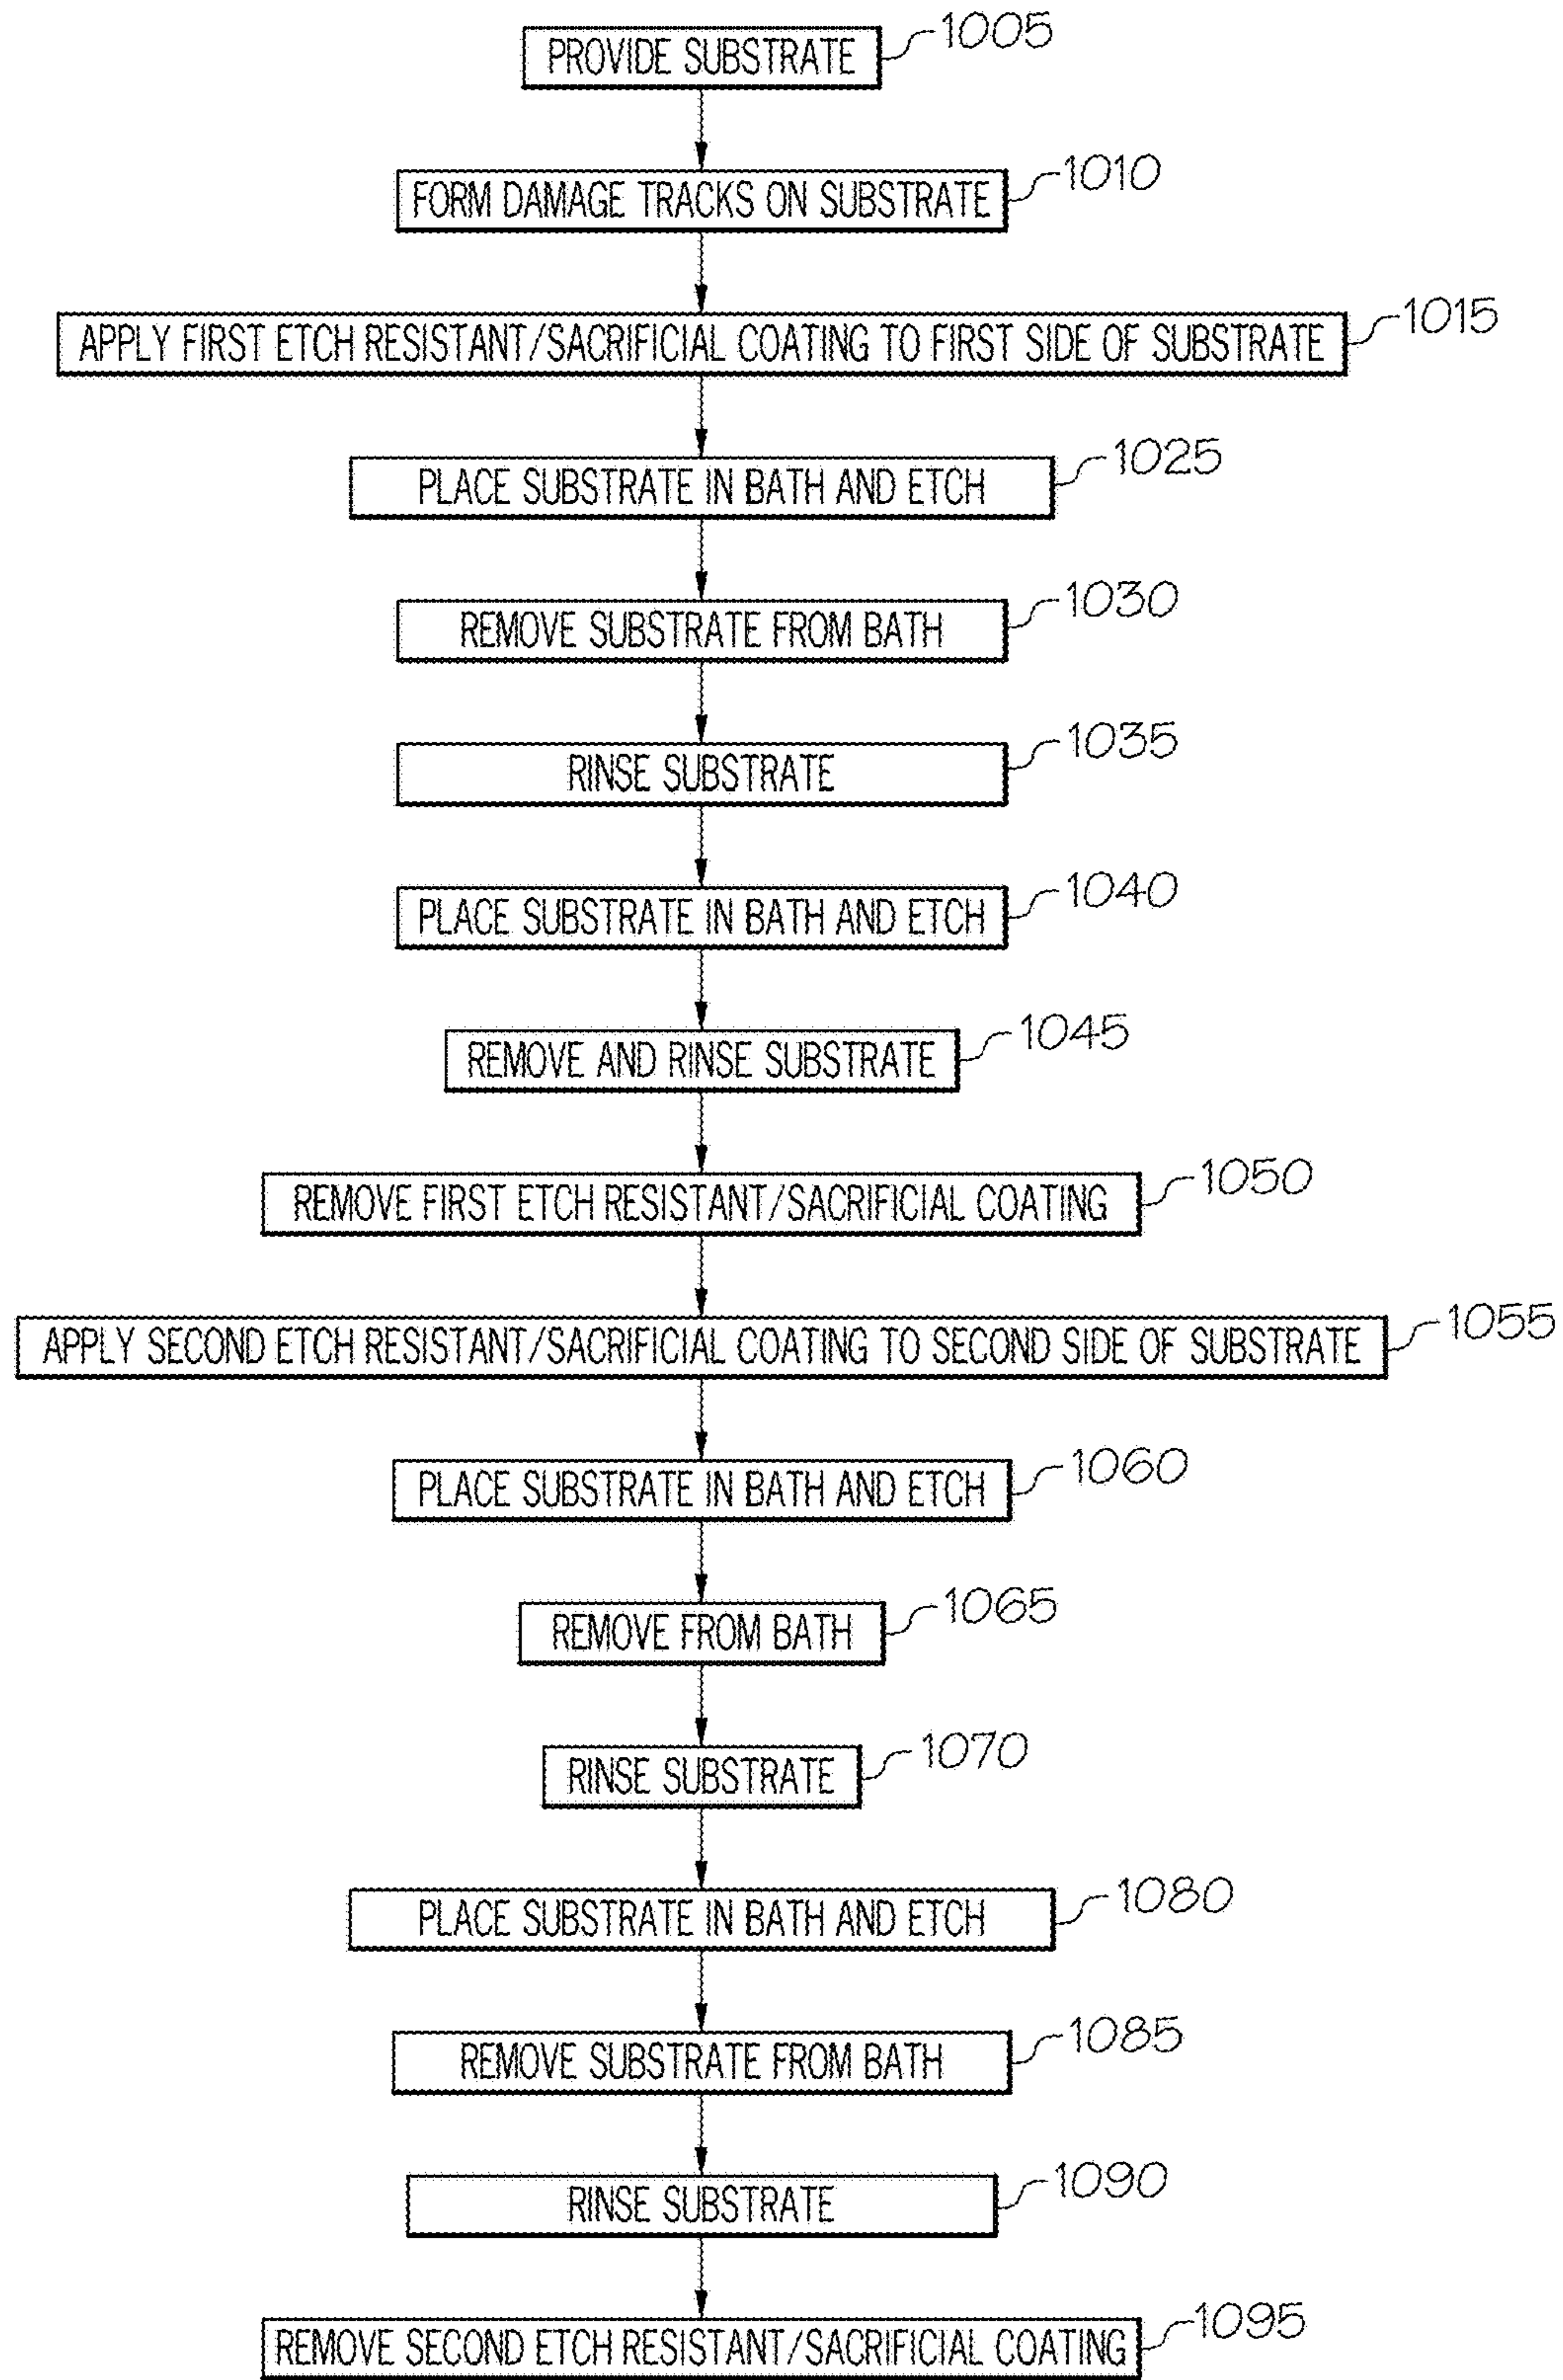 PROVIDE SUBSTRATE 1005
FORM DAMAGE TRACKS ON SUBSTRATE 1010
APPLY FIRST ETCH RESISTANT/SACRIFICIAL COATING TO FIRST SIDE OF SUBSTRATE 1015
PLACE SUBSTRATE IN BATH AND ETCH 1025
REMOVE SUBSTRATE FROM BATH 1030
RINSE SUBSTRATE 1035
PLACE SUBSTRATE IN BATH AND ETCH 1040
REMOVE AND RINSE SUBSTRATE 1045
REMOVE FIRST ETCH RESISTANT/SACRIFICIAL COATING 1050
APPLY SECOND ETCH RESISTANT/SACRIFICIAL COATING TO SECOND SIDE OF SUBSTRATE 1055
PLACE SUBSTRATE IN BATH AND ETCH 1060
REMOVE FROM BATH 1065
RINSE SUBSTRATE 1070
PLACE SUBSTRATE IN BATH AND ETCH 1080
REMOVE SUBSTRATE FROM BATH 1085
RINSE SUBSTRATE 1090
REMOVE SECOND ETCH RESISTANT/SACRIFICIAL COATING 1095